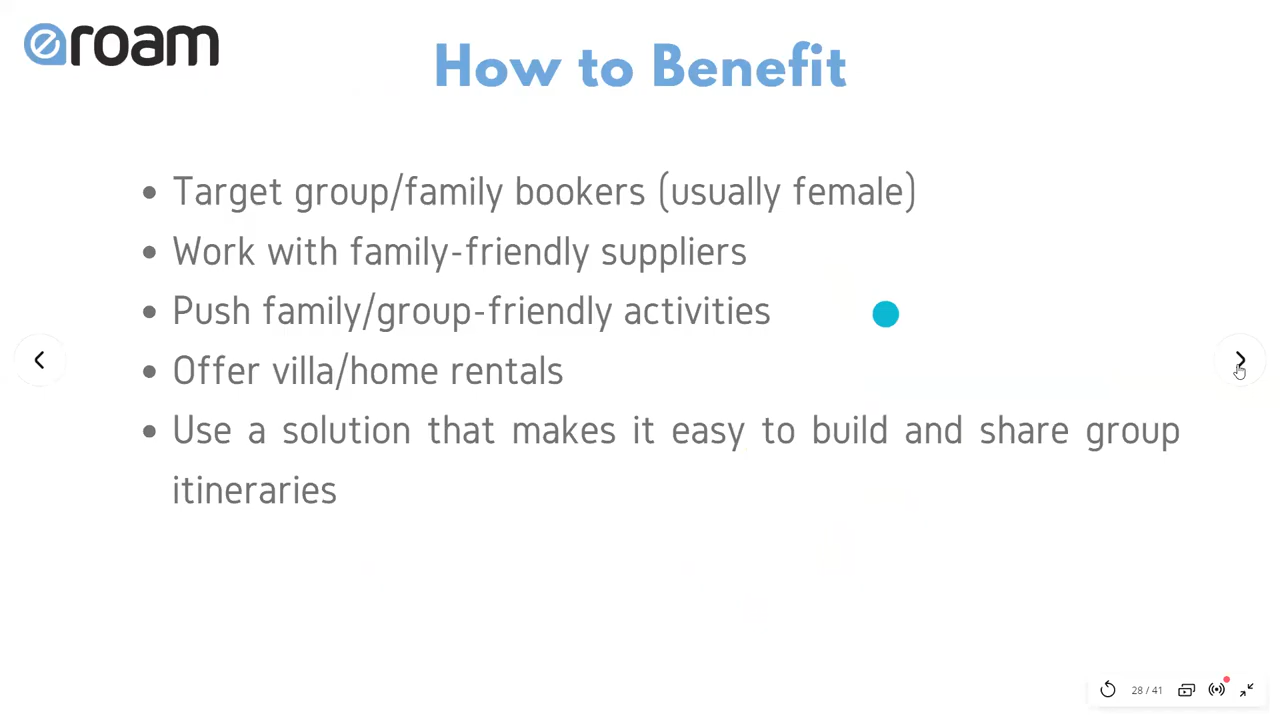 eroam
How to Benefit
• Target group/family bookers (usually female)
• Work with family-friendly suppliers
• Push family/group-friendly activities
• Offer villa/home rentals
• Use a solution that makes it easy to build and share group
itineraries
28 / 41